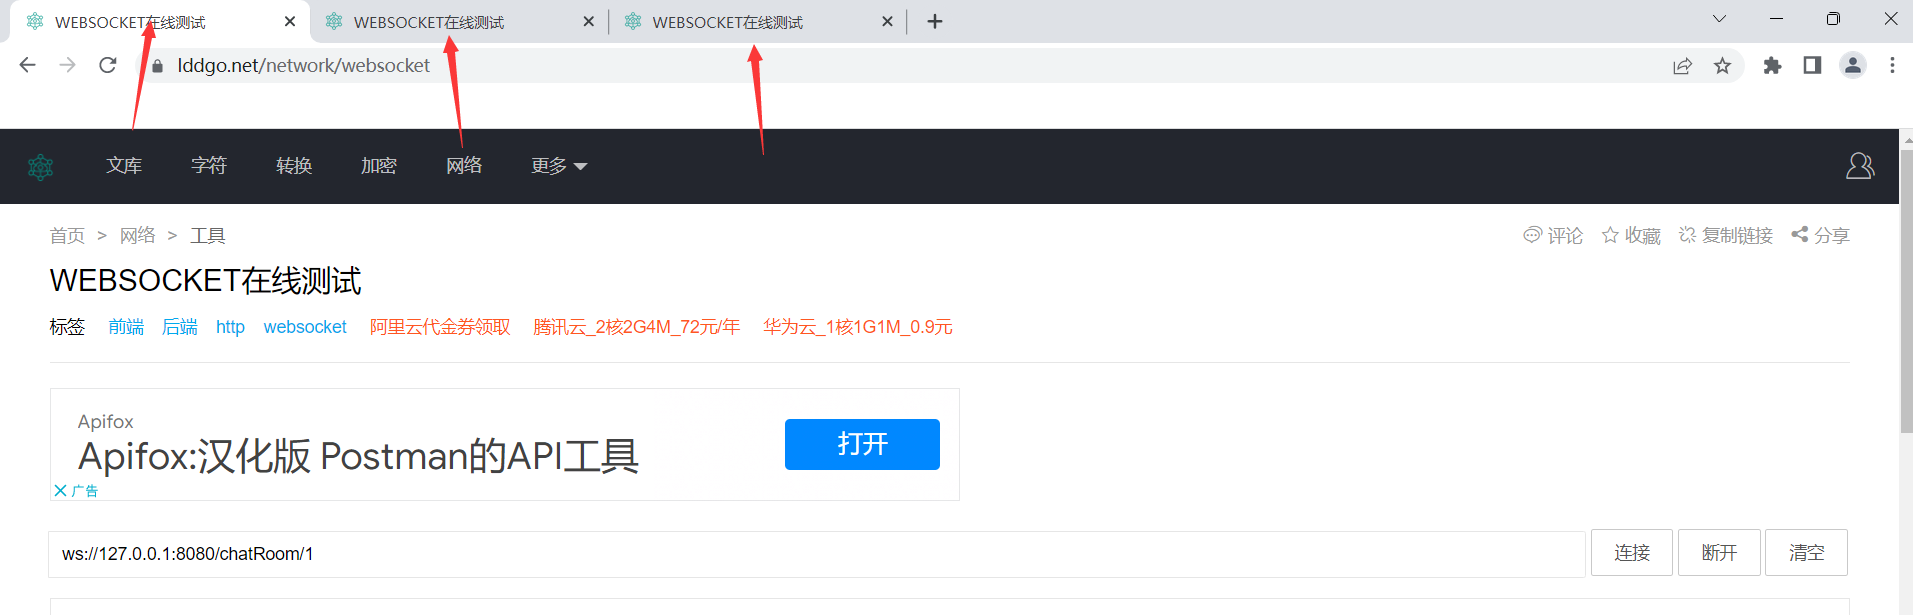 WEBSOCKET在线测试 WEBSOCKET在线测试 WEBSOCKET在线测试
lddgo.net/network/websocket
文库 字符 转换 加密 网络 更多
首页 > 网络 > 工具 评论 收藏 复制链接 分享
WEBSOCKET在线测试
标签 前端 后端 http websocket 阿里云代金券领取 腾讯云_2核2G4M_72元/年 华为云_1核1G1M_0.9元
Apifox
Apifox:汉化版 Postman的API工具 打开
广告
ws://127.0.0.1:8080/chatRoom/1 连接 断开 清空